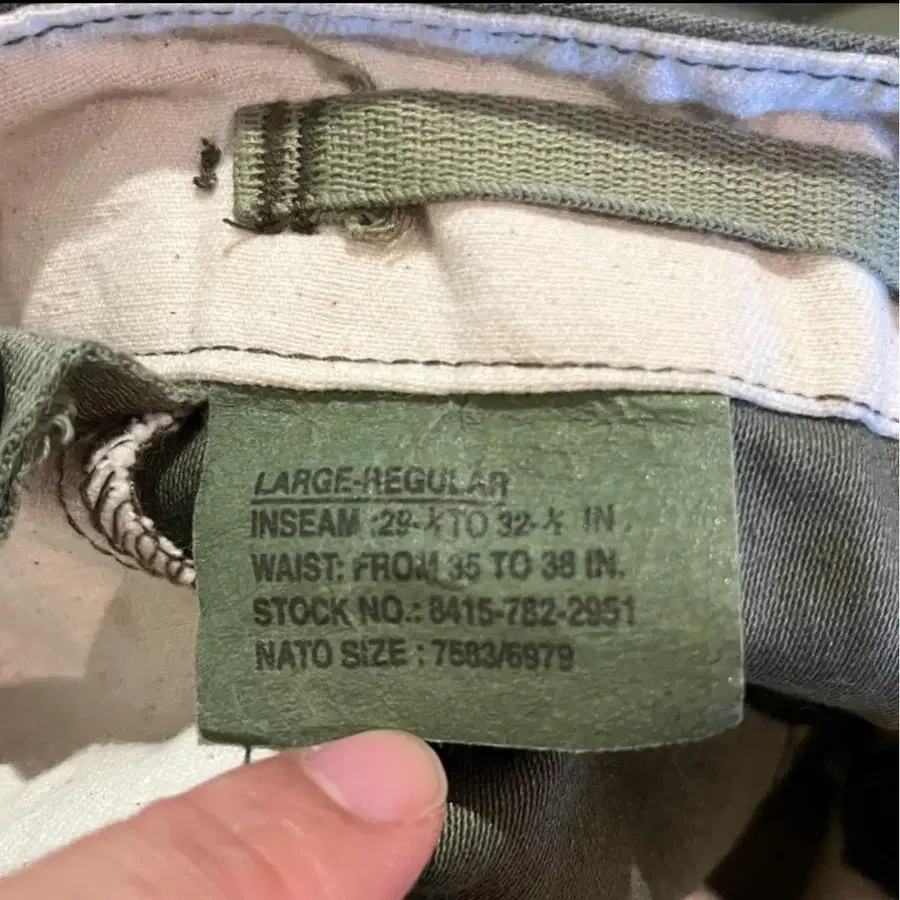 LARGE-REGULAR
INSEAM :29-½ TO 32-½ IN.
WAIST: FROM 35 TO 38 IN.
STOCK NO.: 8415-782-2951
NATO SIZE : 7583/6979